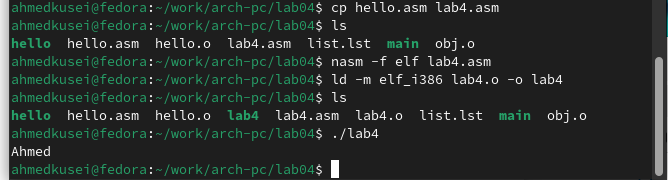 ahmedkusei@fedora:~/work/arch-pc/lab04$ cp hello.asm lab4.asm
ahmedkusei@fedora:~/work/arch-pc/lab04$ ls
hello  hello.asm  hello.o  lab4.asm  list.lst  main  obj.o
ahmedkusei@fedora:~/work/arch-pc/lab04$ nasm -f elf lab4.asm
ahmedkusei@fedora:~/work/arch-pc/lab04$ ld -m elf_i386 lab4.o -o lab4
ahmedkusei@fedora:~/work/arch-pc/lab04$ ls
hello  hello.asm  hello.o  lab4  lab4.asm  lab4.o  list.lst  main  obj.o
ahmedkusei@fedora:~/work/arch-pc/lab04$ ./lab4
Ahmed
ahmedkusei@fedora:~/work/arch-pc/lab04$